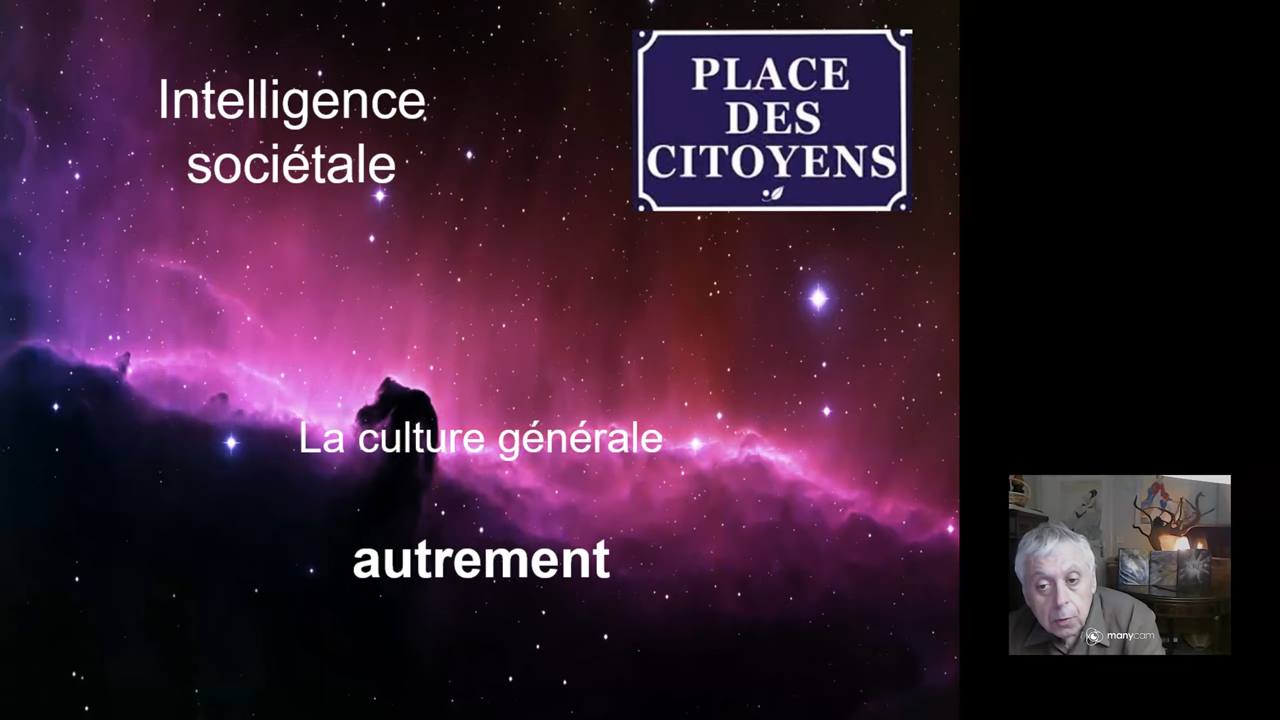 Intelligence
sociétale
PLACE
DES
CITOYENS
La culture générale
autrement
manycam